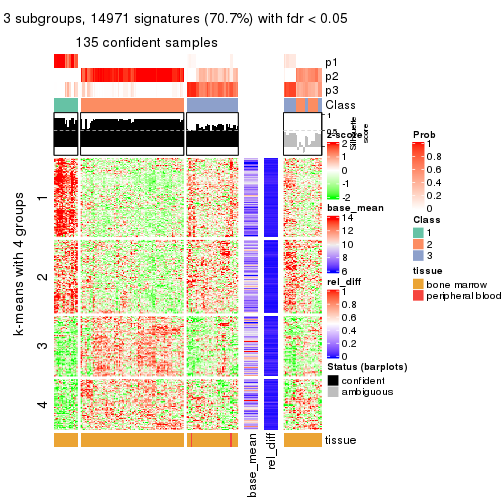 3 subgroups, 14971 signatures (70.7%) with fdr < 0.05
135 confident samples
p1
p2
p3
Class
1
0.5
0
Silhouette
score
k-means with 4 groups
1
2
3
4
tissue
base_mean
rel_diff
z-score
2
1
0
-1
-2
base_mean
14
12
10
8
6
rel_diff
1
0.8
0.6
0.4
0.2
0
Status (barplots)
confident
ambiguous
Prob
1
0.8
0.6
0.4
0.2
0
Class
1
2
3
tissue
bone marrow
peripheral blood